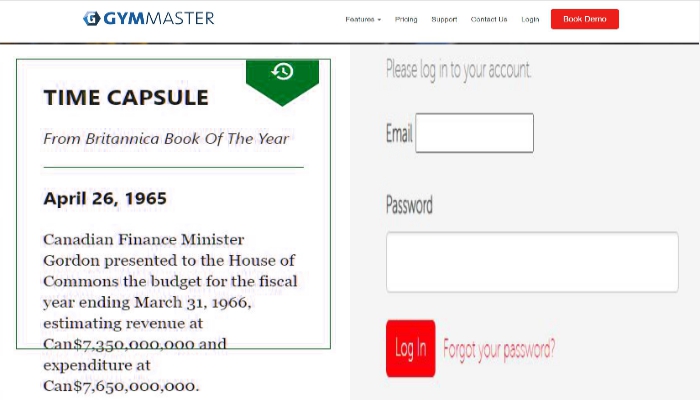 GYMMASTER
Features
Pricing
Support
Contact Us
Login
Book Demo
TIME CAPSULE
From Britannica Book Of The Year
April 26, 1965
Canadian Finance Minister
Gordon presented to the House of
Commons the budget for the fiscal
year ending March 31, 1966,
estimating revenue at
Can$7,350,000,000 and
expenditure at
Can$7,650,000,000.
Please log in to your account.
Email
Password
Log In
Forgot your password?